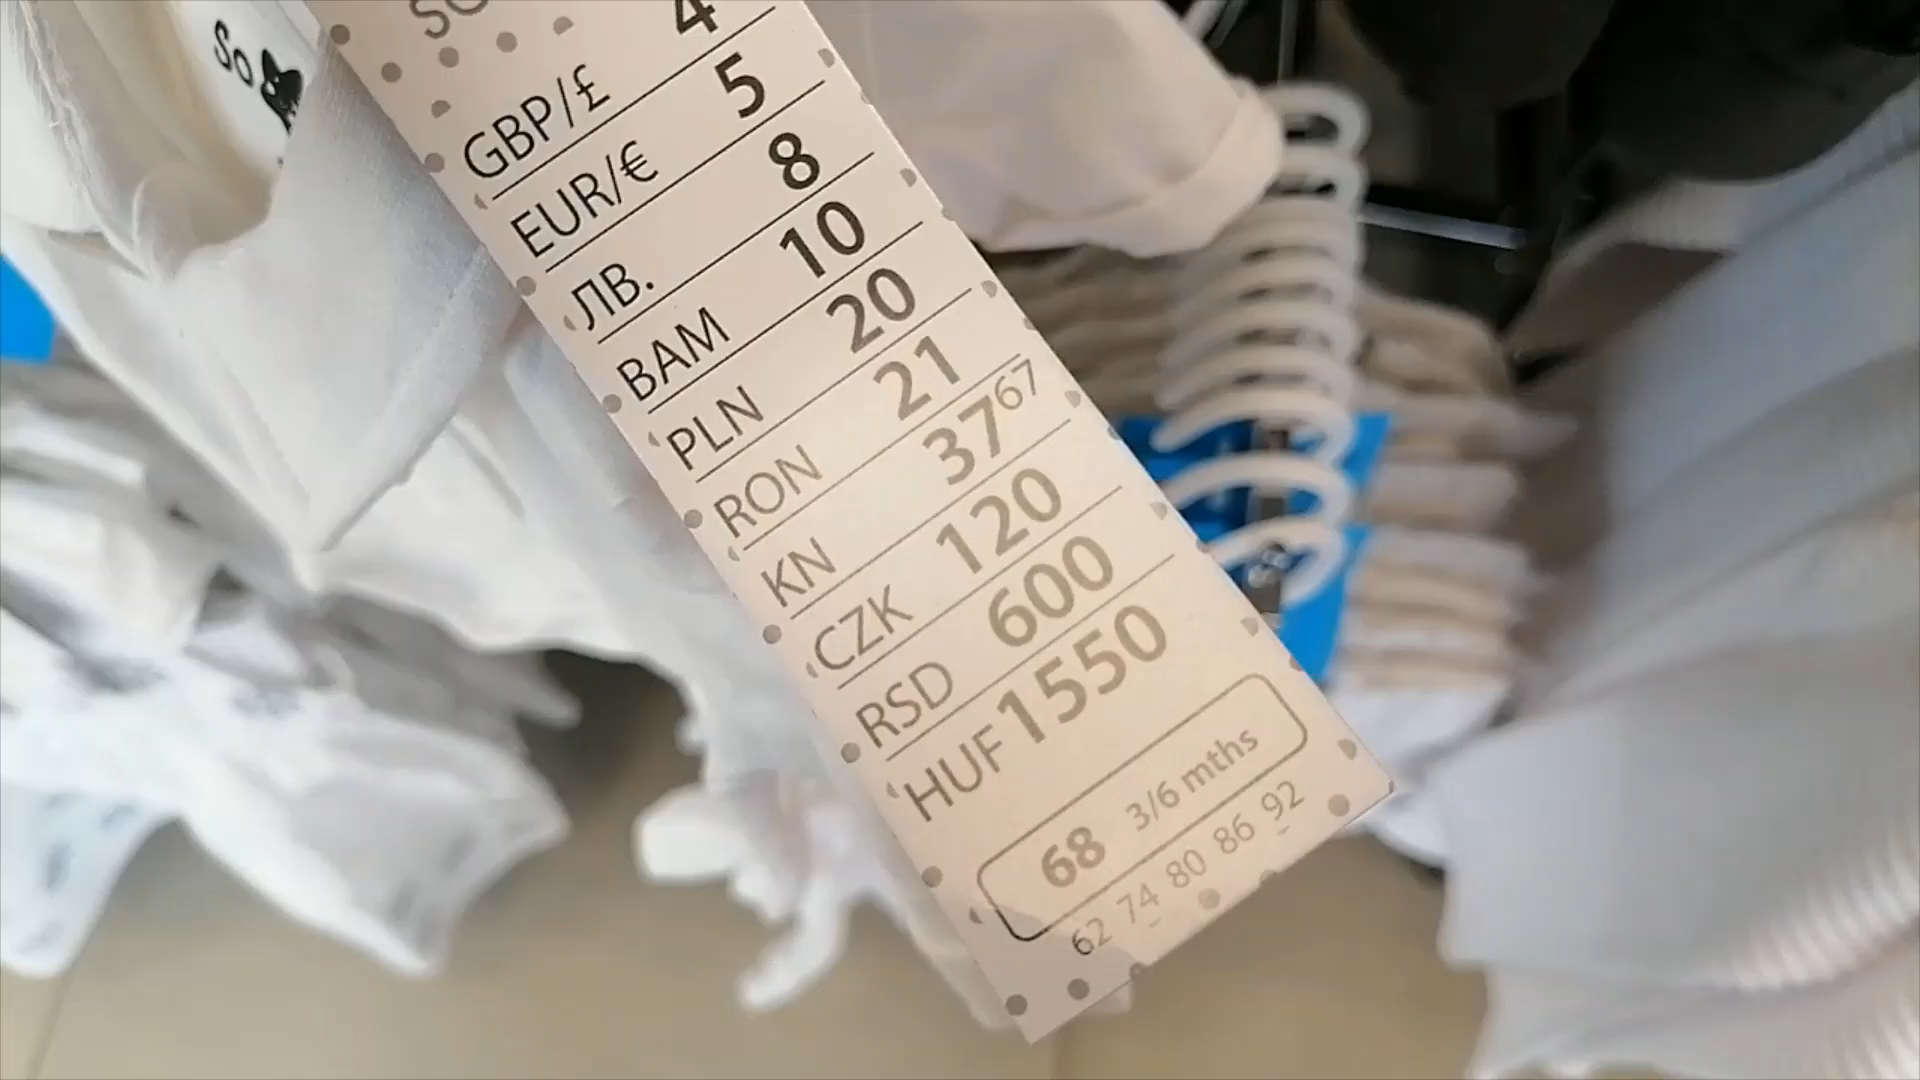 So
GBP/£ 4
EUR/€ 5
ЛВ. 8
BAM 10
PLN 20
RON 21
KN 37⁶⁷
CZK 120
RSD 600
HUF 1550
68 3/6 mths
62 74 80 86 92